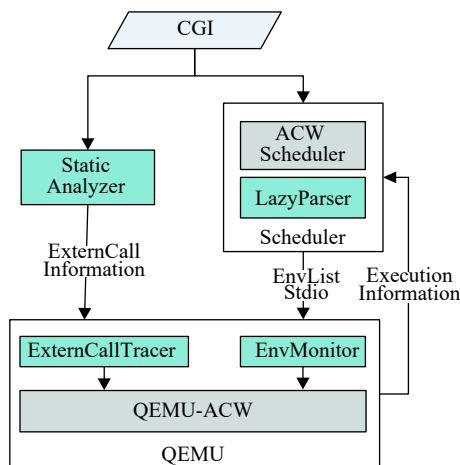 CGI
Static
Analyzer
ACW
Scheduler
LazyParser
Scheduler
ExternCall
Information
EnvList
Stdio
Execution
Information
ExternCallTracer
EnvMonitor
QEMU-ACW
QEMU